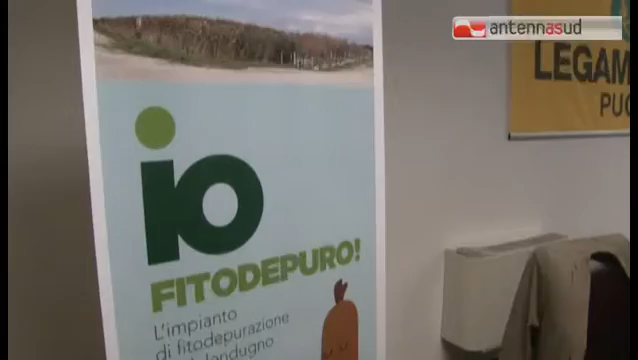 antennasud
LEGAM
PUG
io
FITODEPURO!
L'impianto
di fitodepurazione